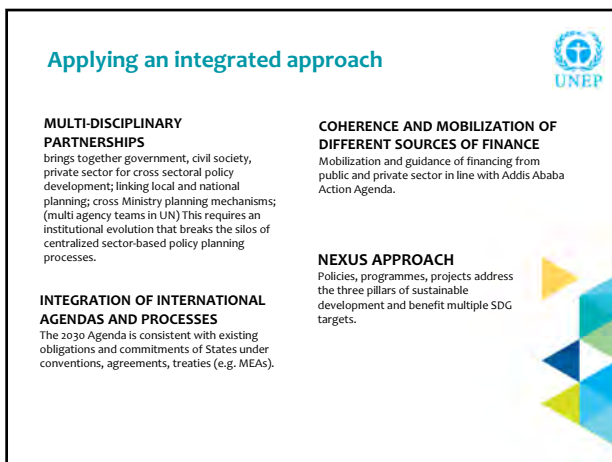 Applying an integrated approach
UNEP
MULTI-DISCIPLINARY
PARTNERSHIPS
brings together government, civil society,
private sector for cross sectoral policy
development; linking local and national
planning; cross Ministry planning mechanisms;
(multi agency teams in UN) This requires an
institutional evolution that breaks the silos of
centralized sector-based policy planning
processes.
INTEGRATION OF INTERNATIONAL
AGENDAS AND PROCESSES
The 2030 Agenda is consistent with existing
obligations and commitments of States under
conventions, agreements, treaties (e.g. MEAs).
COHERENCE AND MOBILIZATION OF
DIFFERENT SOURCES OF FINANCE
Mobilization and guidance of financing from
public and private sector in line with Addis Ababa
Action Agenda.
NEXUS APPROACH
Policies, programmes, projects address
the three pillars of sustainable
development and benefit multiple SDG
targets.